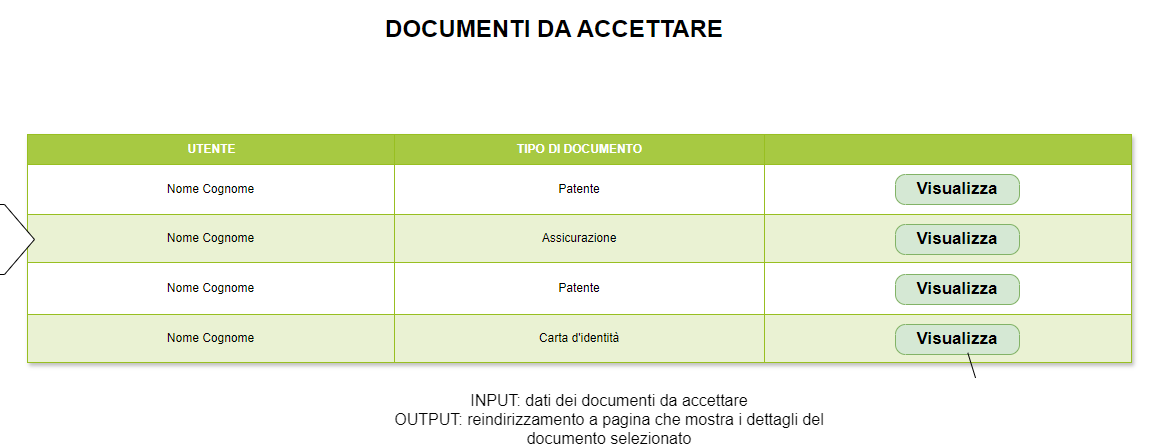 DOCUMENTI DA ACCETTARE
UTENTE TIPO DI DOCUMENTO
Nome Cognome Patente Visualizza
Nome Cognome Assicurazione Visualizza
Nome Cognome Patente Visualizza
Nome Cognome Carta d'identità Visualizza
INPUT: dati dei documenti da accettare
OUTPUT: reindirizzamento a pagina che mostra i dettagli del
documento selezionato